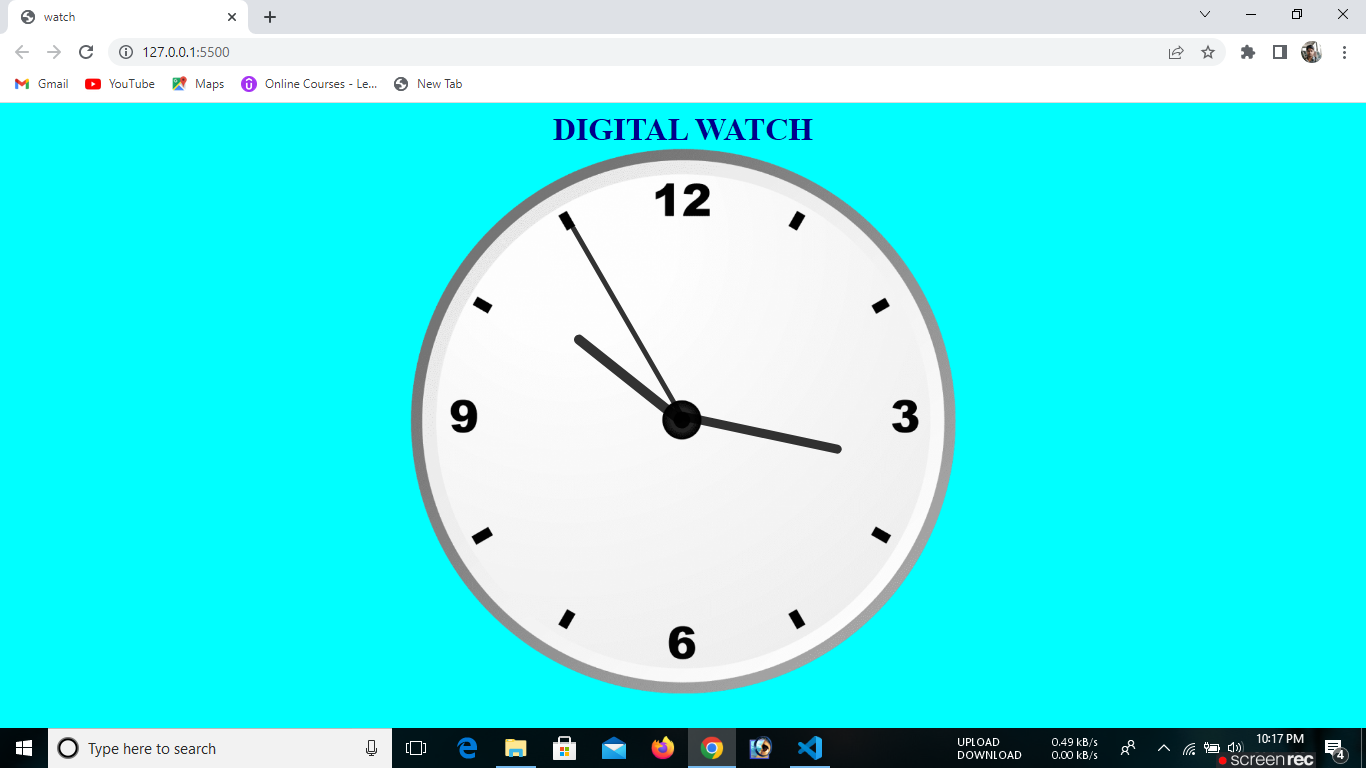 watch
127.0.0.1:5500
Gmail YouTube Maps Online Courses - Le... New Tab
DIGITAL WATCH
12
9 3
6
Type here to search
UPLOAD 0.49 kB/s
DOWNLOAD 0.00 kB/s
10:17 PM
screenrec
4